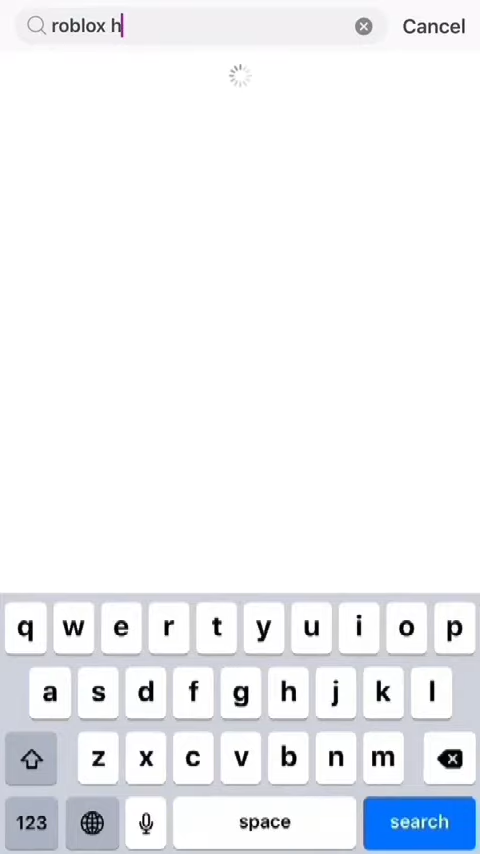 roblox h
Cancel
q w e r t y u i o p
a s d f g h j k l
z x c v b n m
123 space search